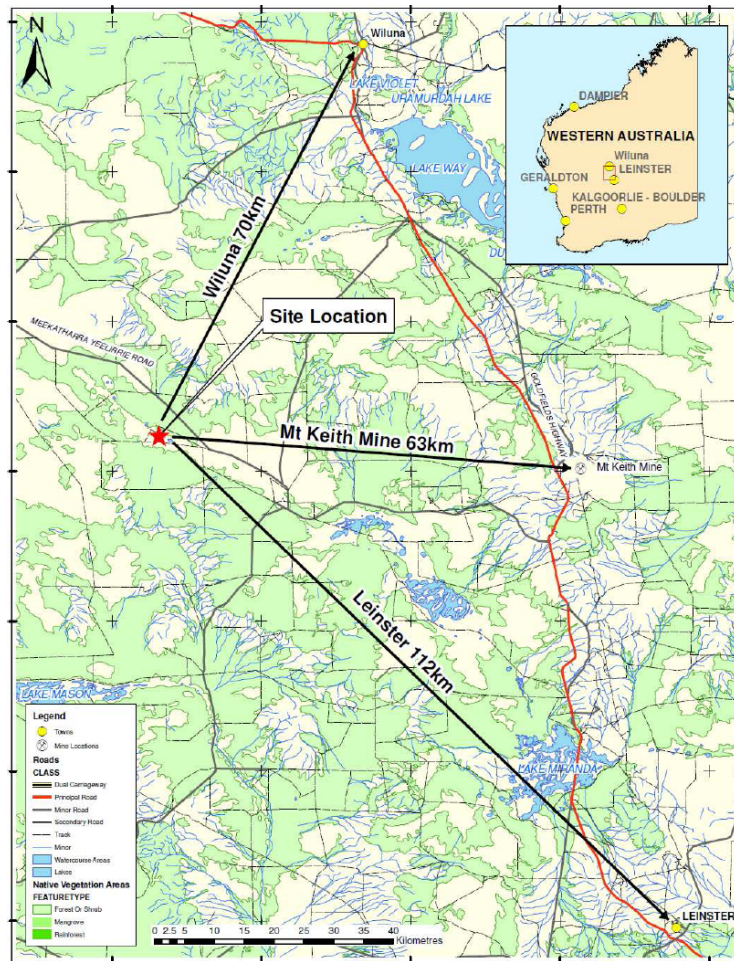 N
Wiluna
LAKE VIOLET
URAMURDAH LAKE
LAKE WAY
DAMPIER
WESTERN AUSTRALIA
Wiluna
LEINSTER
GERALDTON
KALGOORLIE - BOULDER
PERTH
Wiluna 70km
Site Location
MEEKATHARRA YEELIRRIE ROAD
GOLDFIELDS HIGHWAY
Mt Keith Mine 63km
Mt Keith Mine
Leinster 112km
LAKE MASON
LAKE MIRANDA
LEINSTER
Legend
Towns
Mine Locations
Roads
CLASS
Dual Carriageway
Principal Road
Minor Road
Secondary Road
Track
Minor
Watercourse Areas
Lakes
Native Vegetation Areas
FEATURETYPE
Forest Or Shrub
Mangrove
Rainforest
0 2.5 5 10 15 20 25 30 35 40
Kilometres